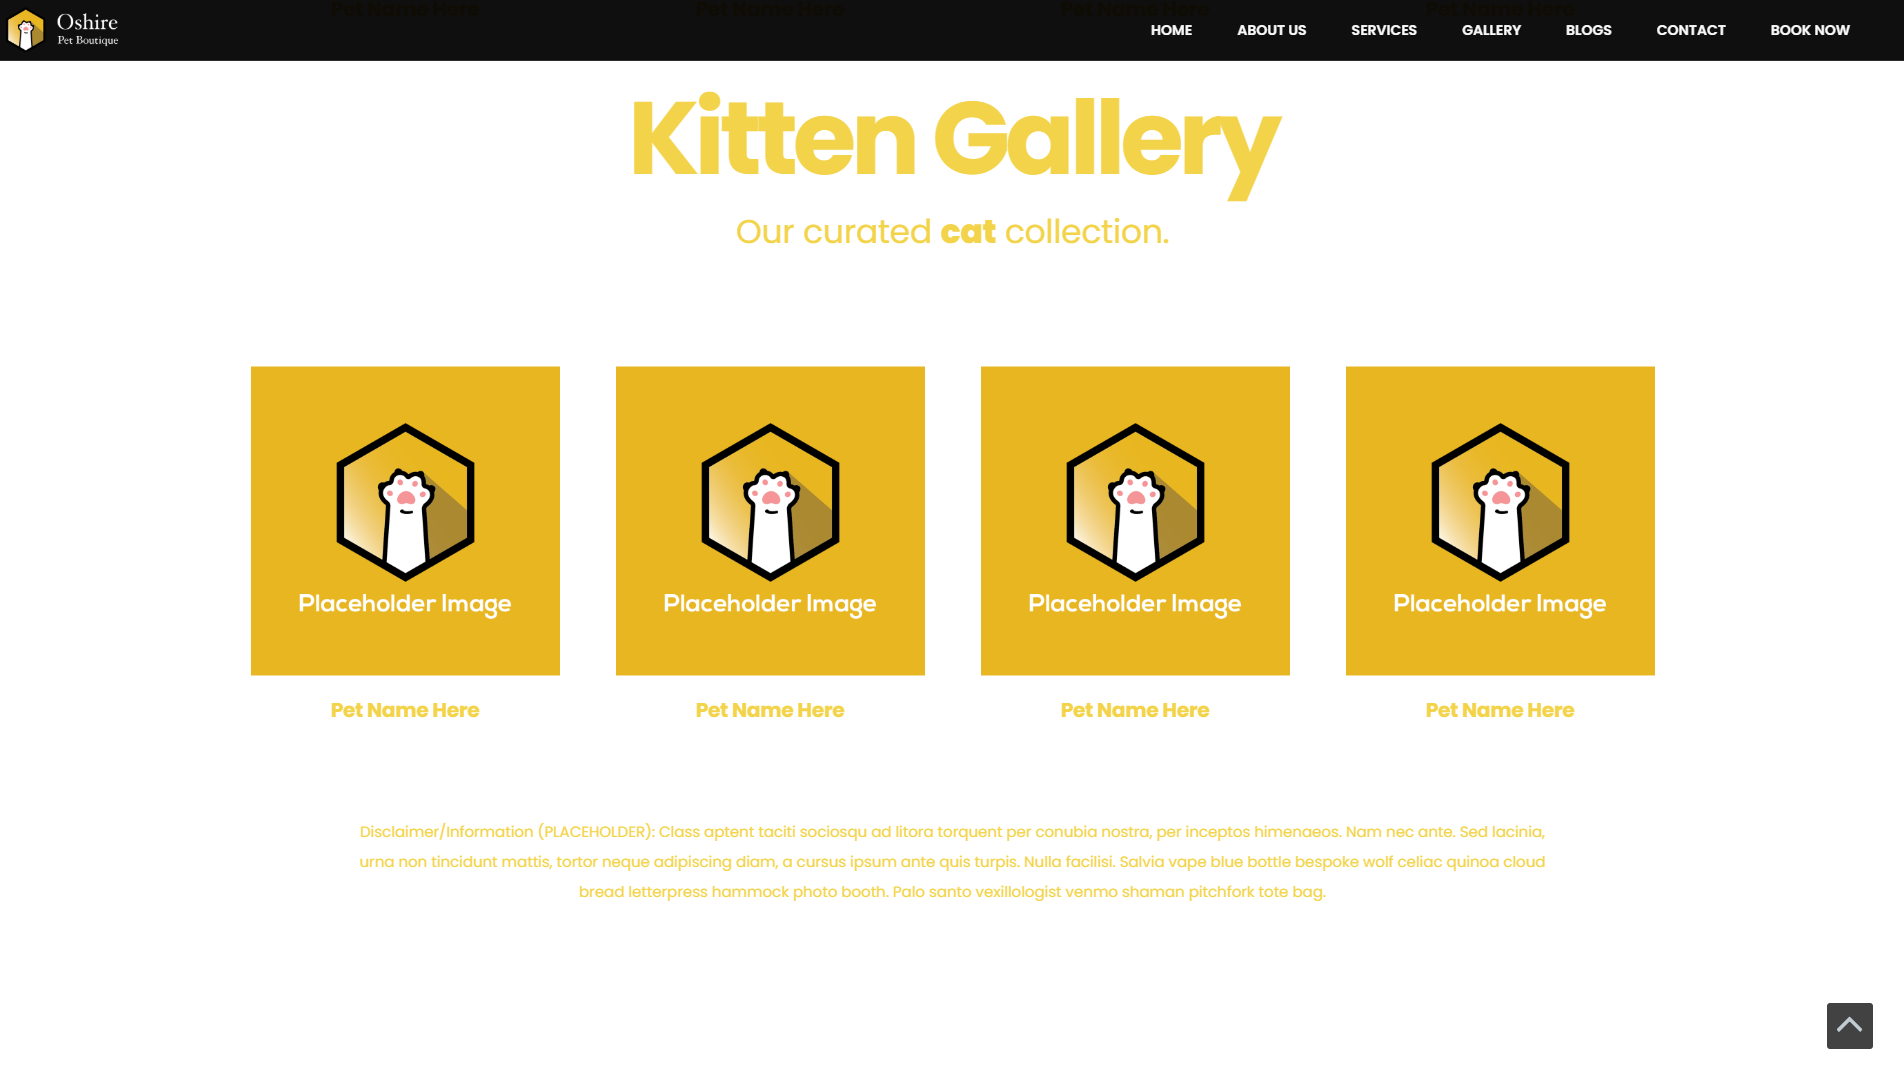 Pet Name Here Pet Name Here Pet Name Here Pet Name Here
Oshire
Pet Boutique
HOME ABOUT US SERVICES GALLERY BLOGS CONTACT BOOK NOW
Kitten Gallery
Our curated cat collection.
Placeholder Image Placeholder Image Placeholder Image Placeholder Image
Pet Name Here Pet Name Here Pet Name Here Pet Name Here
Disclaimer/Information (PLACEHOLDER): Class aptent taciti sociosqu ad litora torquent per conubia nostra, per inceptos himenaeos. Nam nec ante. Sed lacinia,
urna non tincidunt mattis, tortor neque adipiscing diam, a cursus ipsum ante quis turpis. Nulla facilisi. Salvia vape blue bottle bespoke wolf celiac quinoa cloud
bread letterpress hammock photo booth. Palo santo vexillologist venmo shaman pitchfork tote bag.